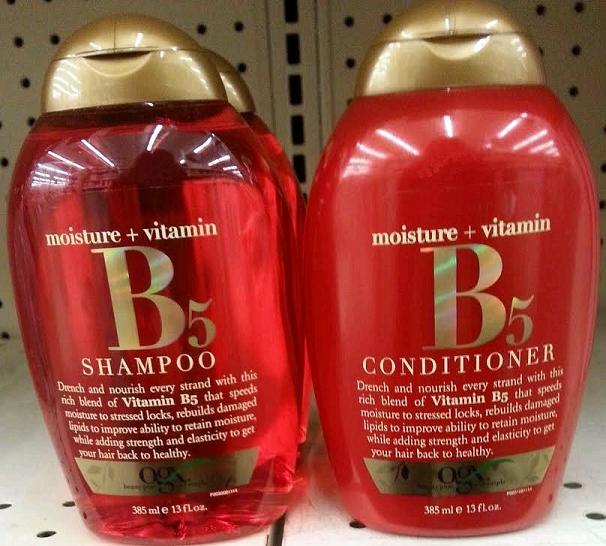 moisture + vitamin
B5
SHAMPOO
Drench and nourish every strand with this
rich blend of Vitamin B5 that speeds
moisture to stressed locks, rebuilds damaged
lipids to improve ability to retain moisture,
while adding strength and elasticity to get
your hair back to healthy.
ogx
385 ml e 13 fl.oz.
moisture + vitamin
B5
CONDITIONER
Drench and nourish every strand with this
rich blend of Vitamin B5 that speeds
moisture to stressed locks, rebuilds damaged
lipids to improve ability to retain moisture,
while adding strength and elasticity to get
your hair back to healthy.
ogx
385 ml e 13 fl.oz.